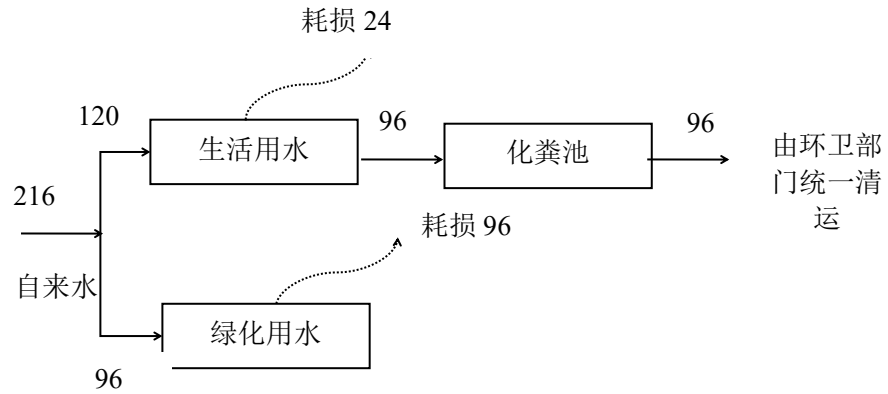 耗损 24
120
生活用水
96
化粪池
96
由环卫部
门统一清
运
216
自来水
耗损 96
绿化用水
96